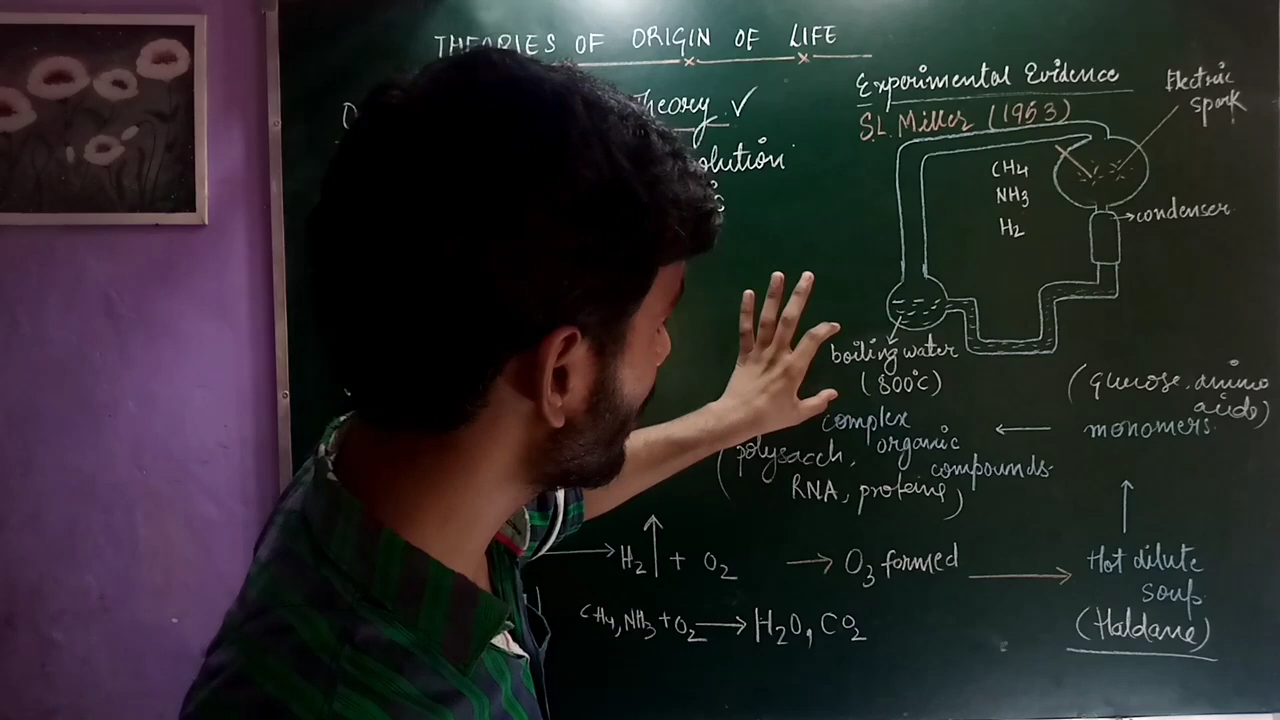 THEORIES OF ORIGIN OF LIFE
Theory ✓
Experimental Evidence
S.L. Miller (1953)
Electric
spark
CH4
NH3
H2
condenser
boiling water
(800°C)
(glucose, amino
acids)
monomers
complex
organic
compounds
(polysacch,
RNA, proteins)
→ H2↑ + O2 → O3 formed →
Hot dilute
soup
(Haldane)
CH4, NH3 + O2 → H2O, CO2